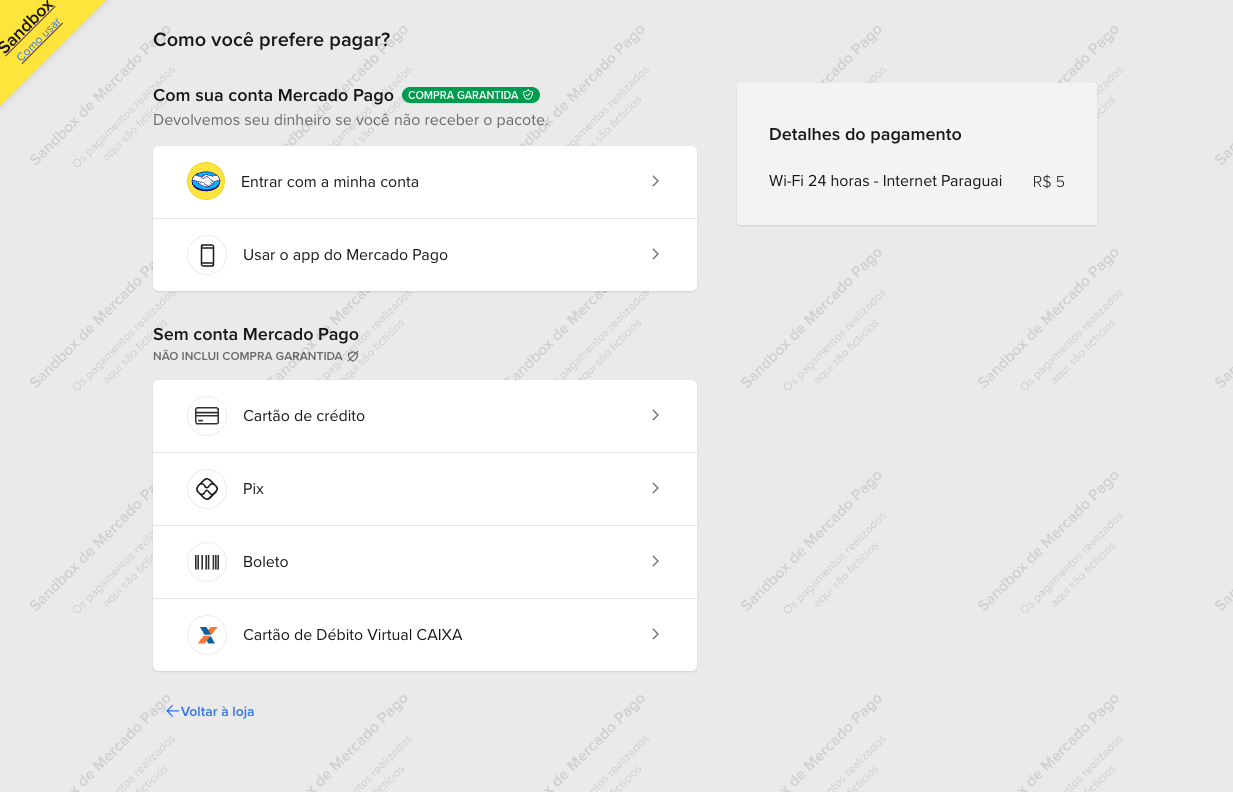 Sandbox
Como usar
Como você prefere pagar?
Com sua conta Mercado Pago COMPRA GARANTIDA
Devolvemos seu dinheiro se você não receber o pacote.
Entrar com a minha conta
Usar o app do Mercado Pago
Sem conta Mercado Pago
NÃO INCLUI COMPRA GARANTIDA
Cartão de crédito
Pix
Boleto
Cartão de Débito Virtual CAIXA
Voltar à loja
Detalhes do pagamento
Wi-Fi 24 horas - Internet Paraguai R$ 5
Sandbox de Mercado Pago
Os pagamentos realizados
aqui são fictícios